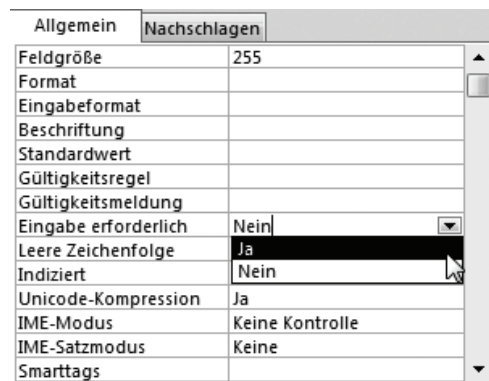 Allgemein Nachschlagen
Feldgröße 255
Format
Eingabeformat
Beschriftung
Standardwert
Gültigkeitsregel
Gültigkeitsmeldung
Eingabe erforderlich Nein
Leere Zeichenfolge Ja
Indiziert Nein
Unicode-Kompression Ja
IME-Modus Keine Kontrolle
IME-Satzmodus Keine
Smarttags